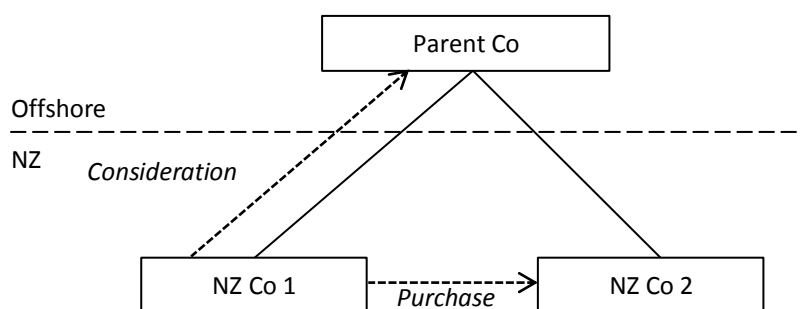 Parent Co
Offshore
NZ
Consideration
NZ Co 1
Purchase
NZ Co 2